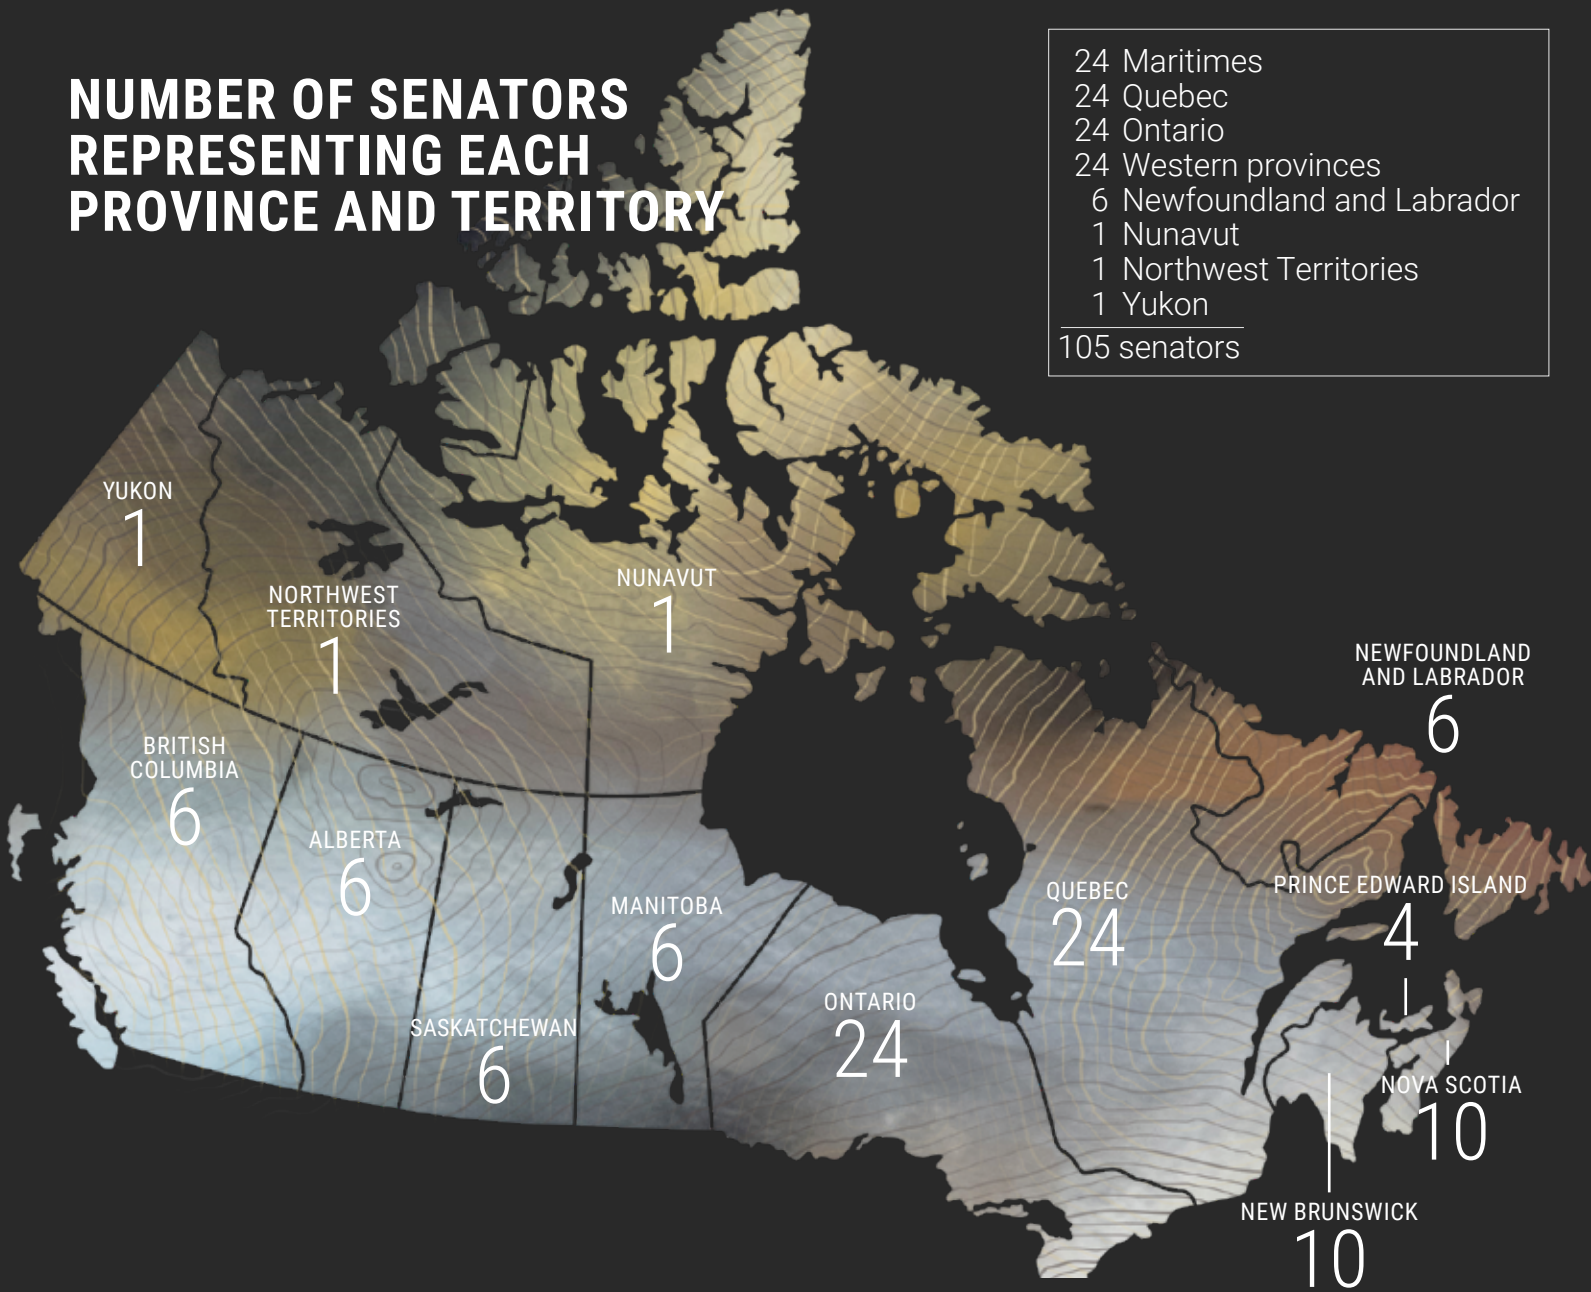 NUMBER OF SENATORS
REPRESENTING EACH
PROVINCE AND TERRITORY
24 Maritimes
24 Quebec
24 Ontario
24 Western provinces
6 Newfoundland and Labrador
1 Nunavut
1 Northwest Territories
1 Yukon
105 senators
YUKON
1
NORTHWEST
TERRITORIES
1
NUNAVUT
1
NEWFOUNDLAND
AND LABRADOR
6
BRITISH
COLUMBIA
6
ALBERTA
6
SASKATCHEWAN
6
MANITOBA
6
ONTARIO
24
QUEBEC
24
PRINCE EDWARD ISLAND
4
NOVA SCOTIA
10
NEW BRUNSWICK
10